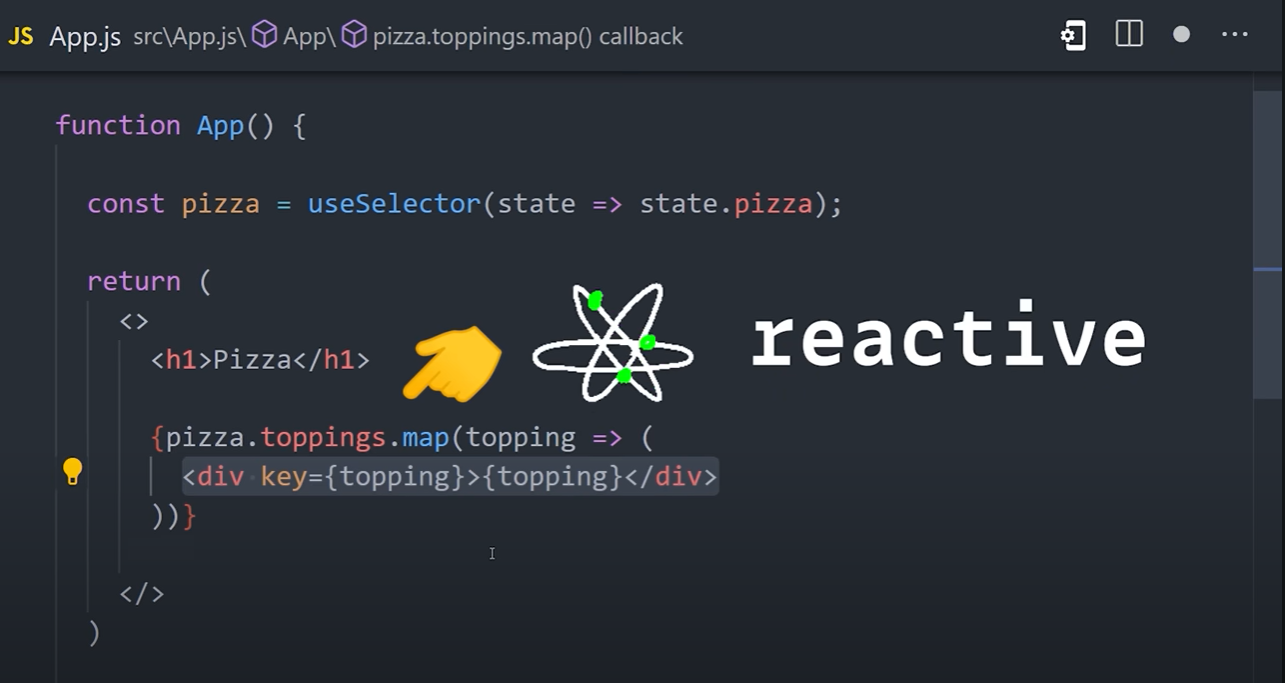 JS App.js src\App.js\ App\ pizza.toppings.map() callback
function App() {
const pizza = useSelector(state => state.pizza);
return (
<>
<h1>Pizza</h1>
reactive
{pizza.toppings.map(topping => (
<div key={topping}>{topping}</div>
))}
</>
)